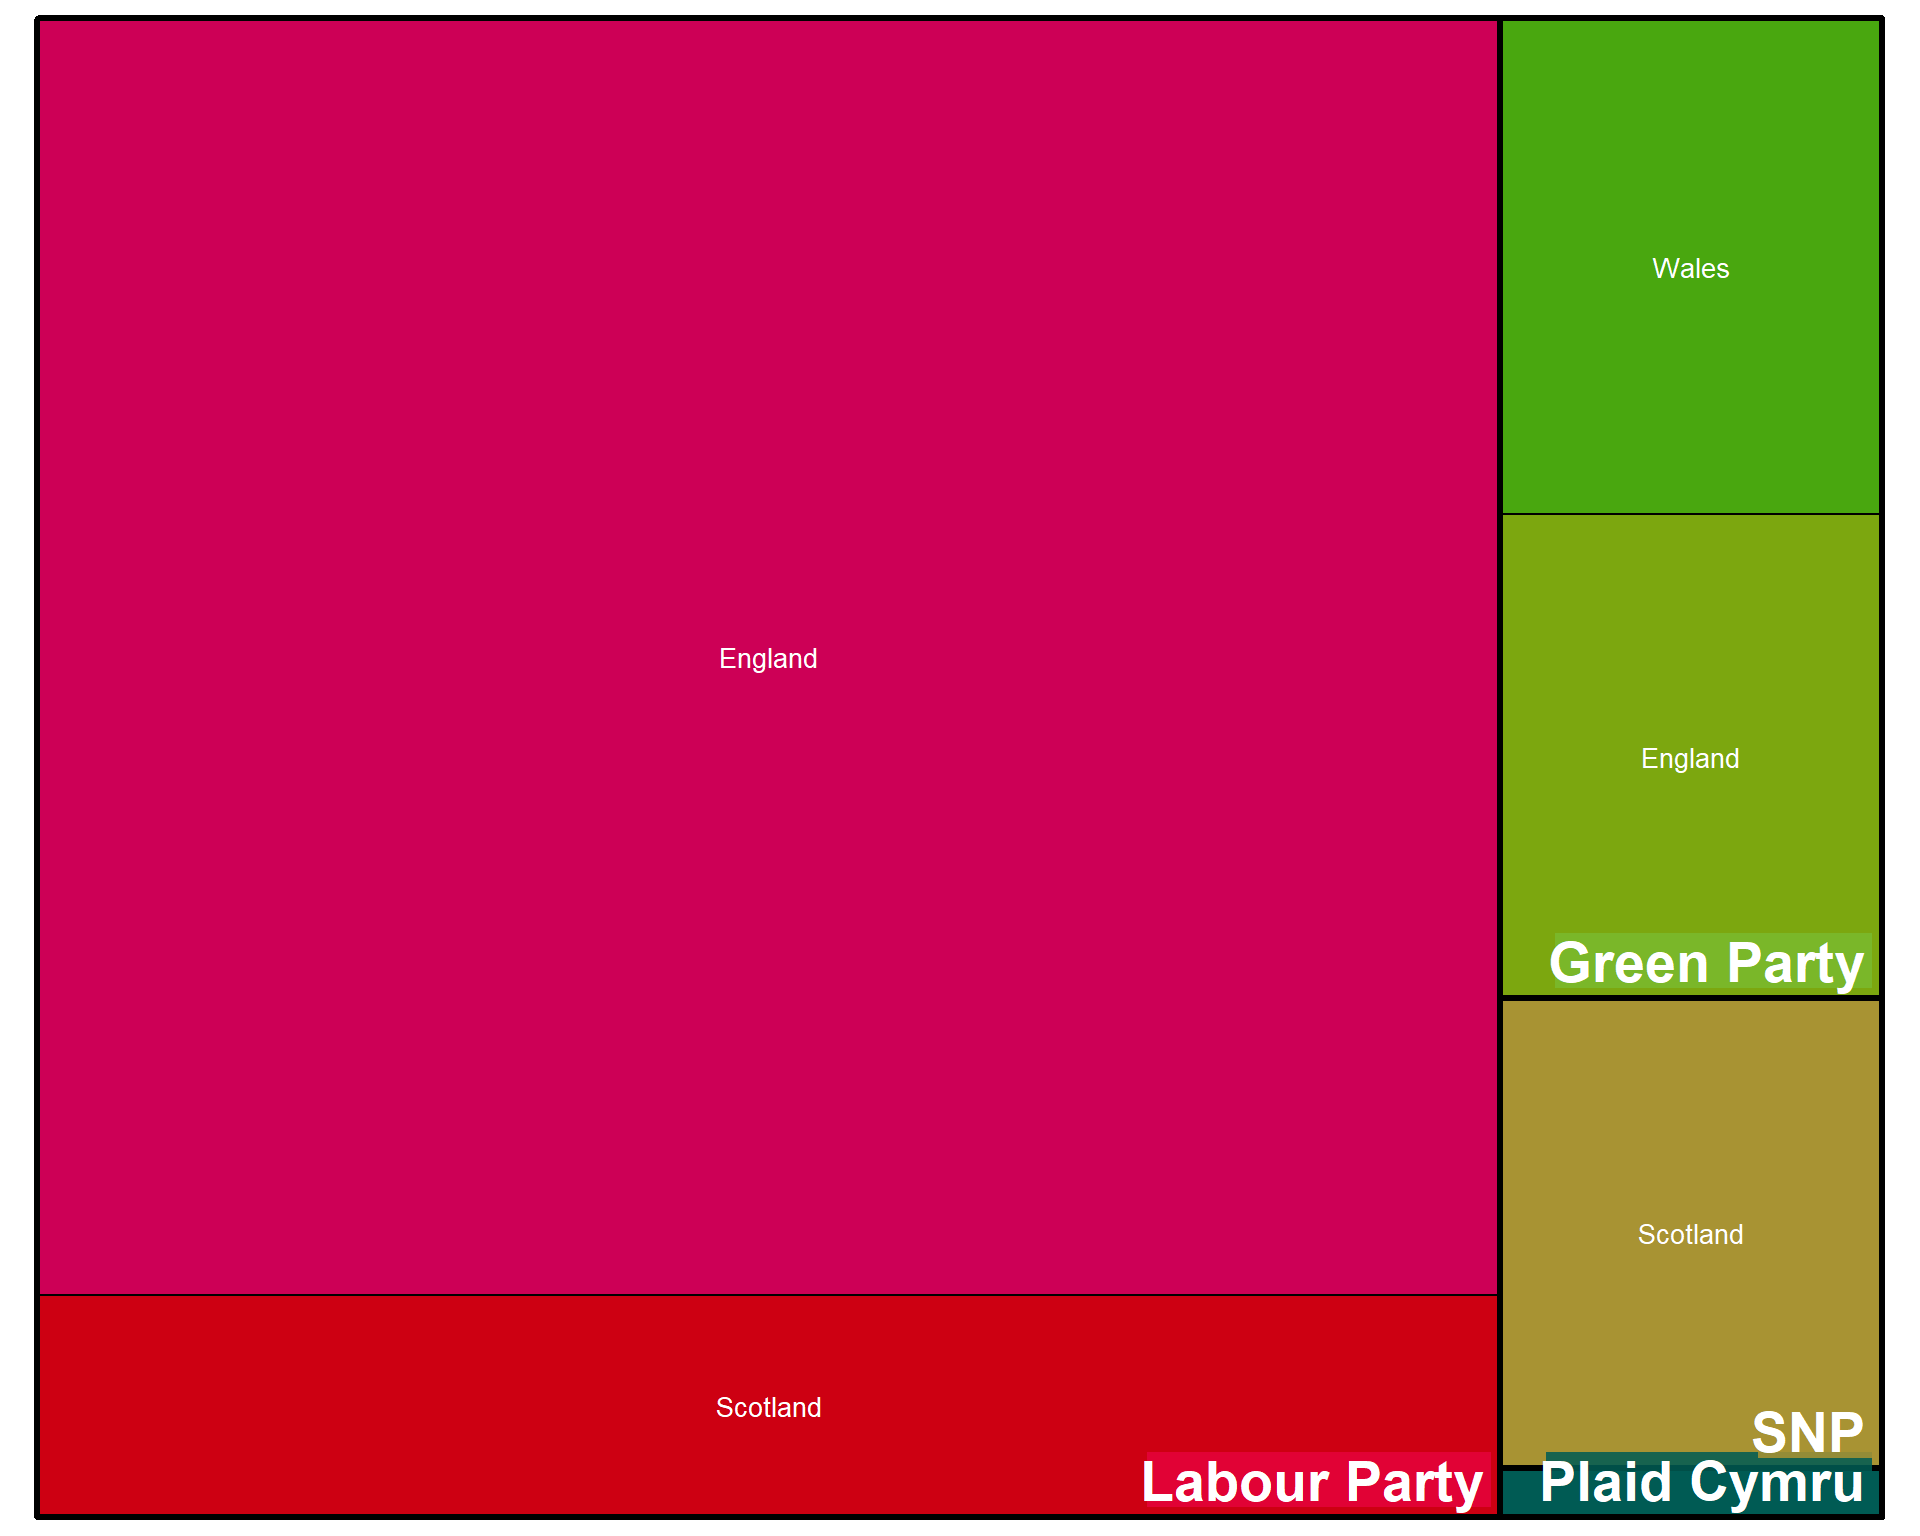 England
Scotland
Labour Party
Wales
England
Green Party
Scotland
SNP
Plaid Cymru